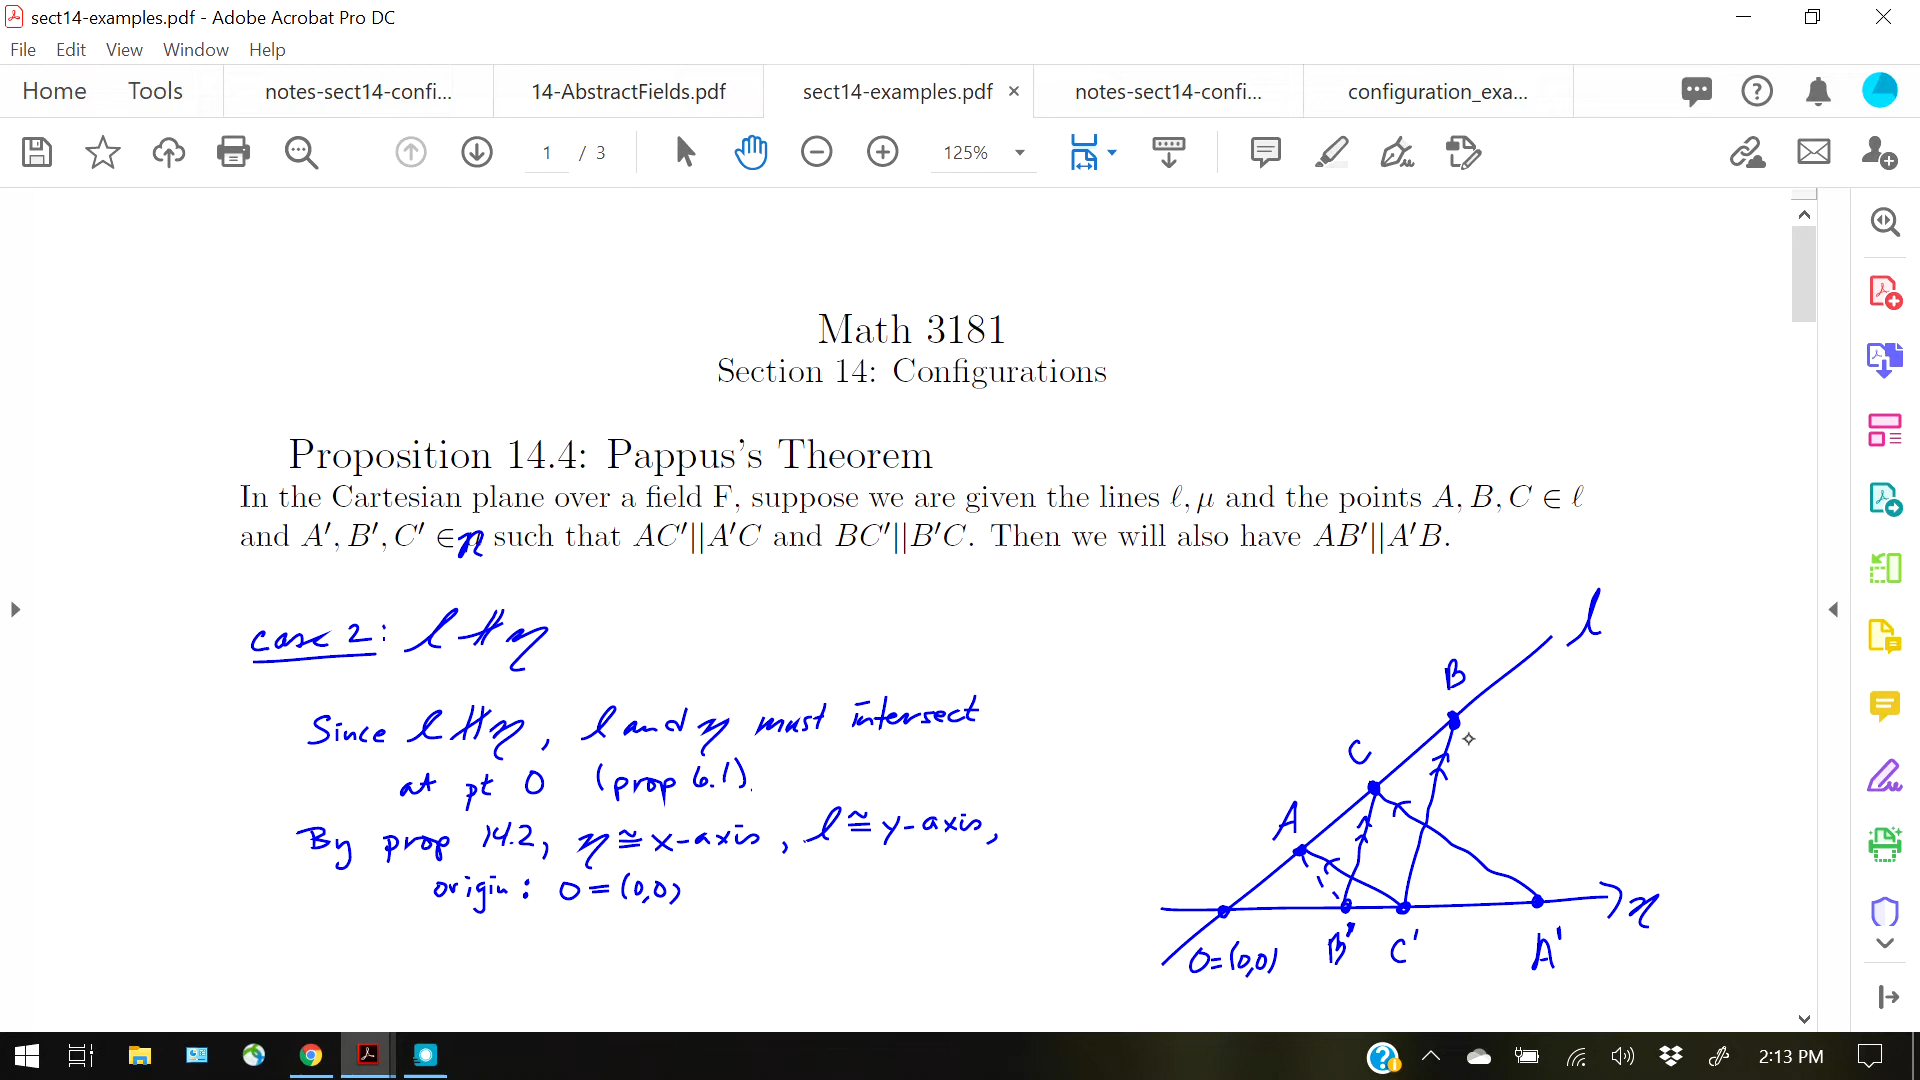 sect14-examples.pdf - Adobe Acrobat Pro DC
File Edit View Window Help
Home Tools notes-sect14-confi... 14-AbstractFields.pdf sect14-examples.pdf × notes-sect14-confi... configuration_exa...
1 / 3 125%
Math 3181
Section 14: Configurations
Proposition 14.4: Pappus's Theorem
In the Cartesian plane over a field F, suppose we are given the lines ℓ, μ and the points A, B, C ∈ ℓ
and A′, B′, C′ ∈ η such that AC′||A′C and BC′||B′C. Then we will also have AB′||A′B.
case 2: l ∦ η
Since l ∦ η, l and η must intersect
at pt O (prop 6.1).
By prop 14.2, η ≅ x-axis, l ≅ y-axis,
origin: O = (0,0)
l
B
C
A
η
O=(0,0) B' C' A'
2:13 PM